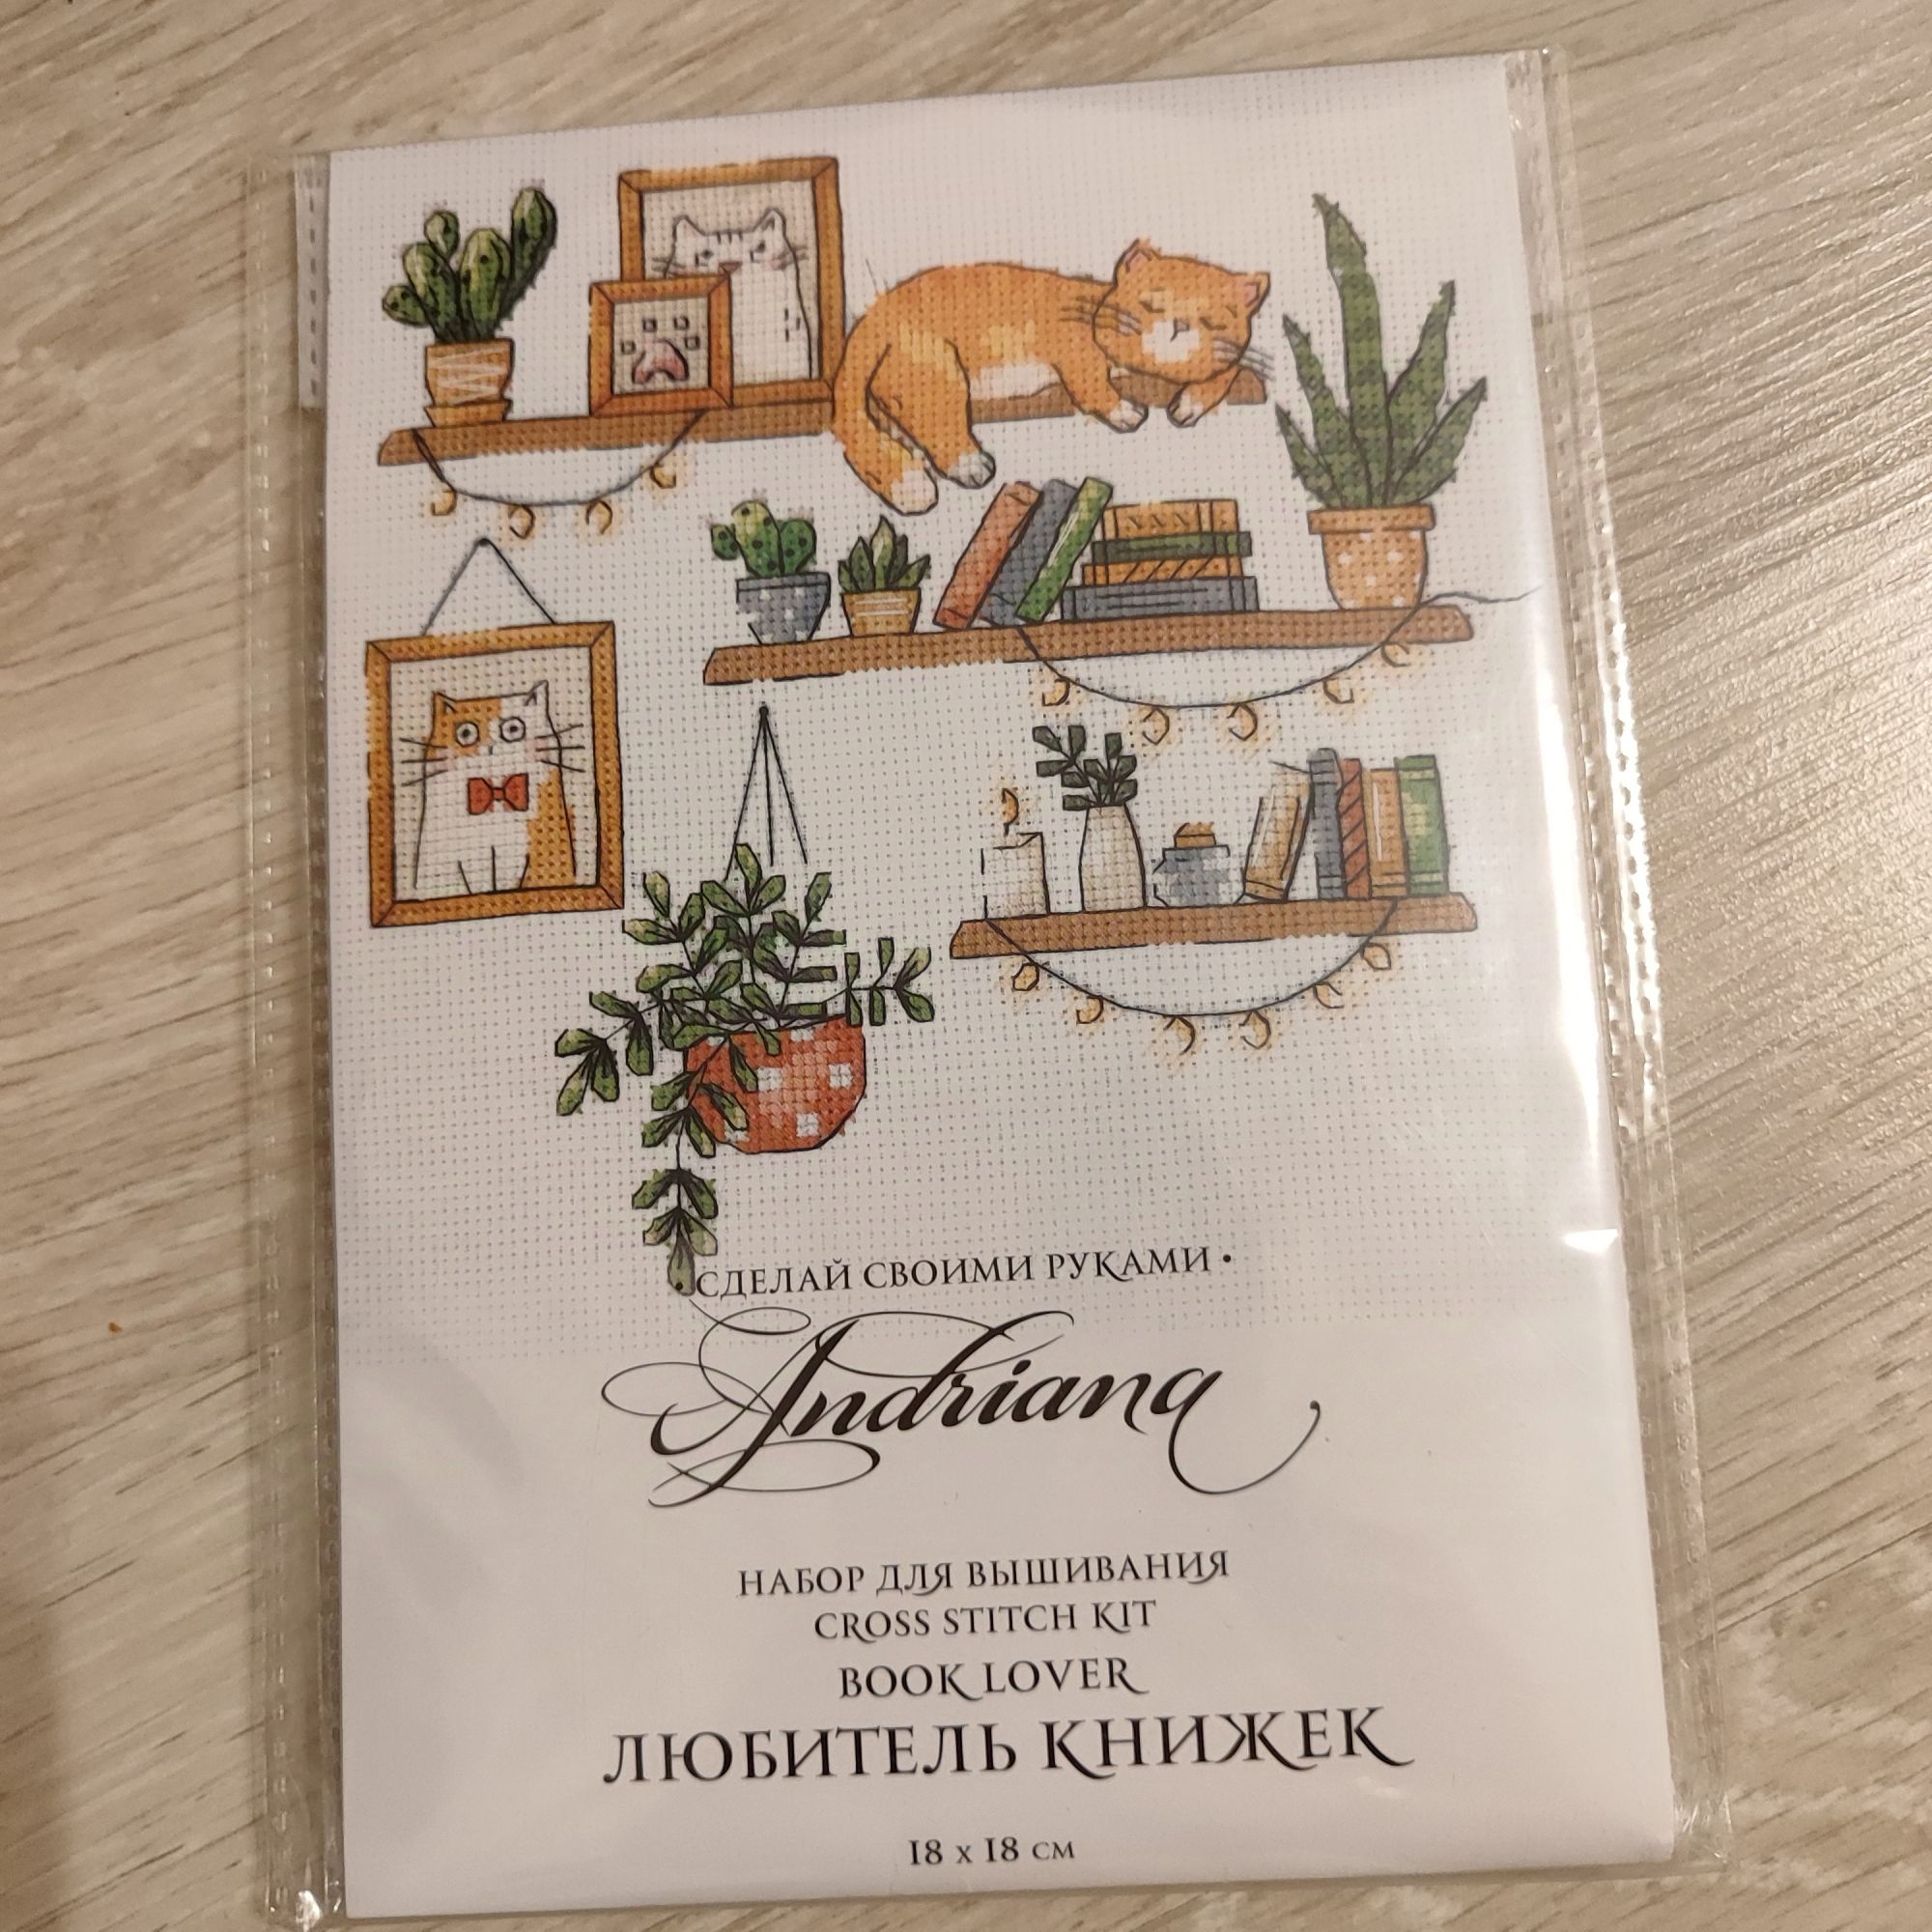 • СДЕЛАЙ СВОИМИ РУКАМИ •
Andriana
НАБОР ДЛЯ ВЫШИВАНИЯ
CROSS STITCH KIT
BOOK LOVER
ЛЮБИТЕЛЬ КНИЖЕК
18 x 18 см